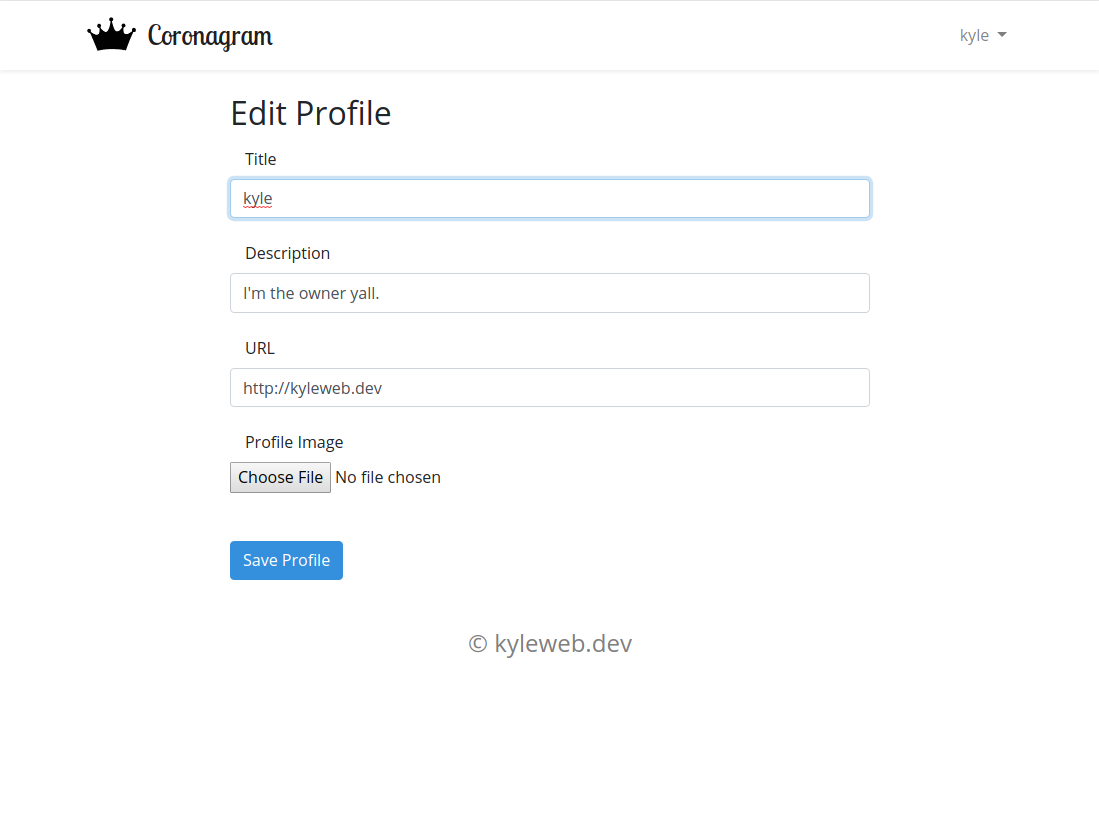 Coronagram
kyle
Edit Profile
Title
kyle
Description
I'm the owner yall.
URL
http://kyleweb.dev
Profile Image
Choose File No file chosen
Save Profile
© kyleweb.dev